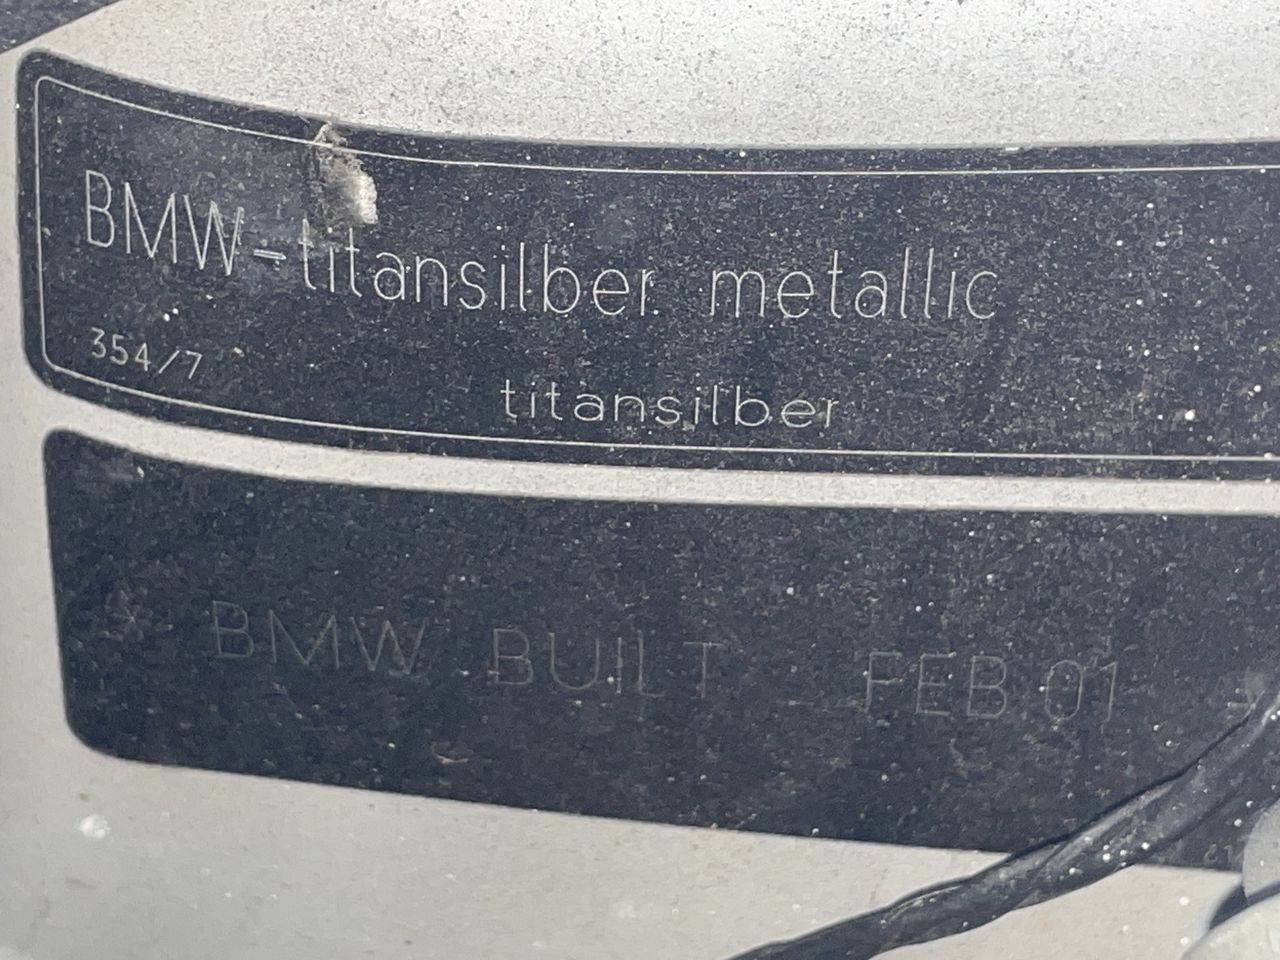 BMW-titansilber metallic
354/7
titansilber
BMW BUILT FEB 01